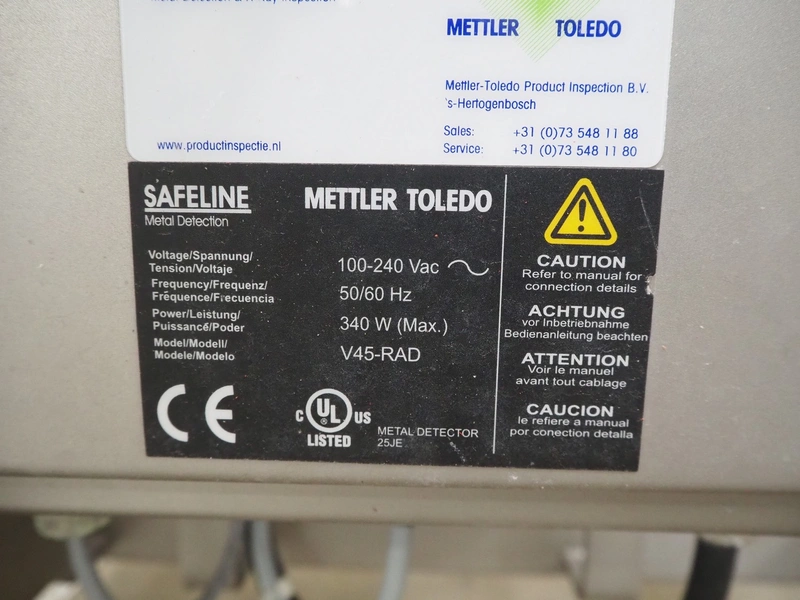 METTLER TOLEDO
Mettler-Toledo Product Inspection B.V.
's-Hertogenbosch
www.productinspectie.nl
Sales: +31 (0)73 548 11 88
Service: +31 (0)73 548 11 80
SAFELINE
Metal Detection
METTLER TOLEDO
Voltage/Spannung/
Tension/Voltaje
100-240 Vac
Frequency/Frequenz/
Fréquence/Frecuencia
50/60 Hz
Power/Leistung/
Puissance/Poder
340 W (Max.)
Model/Modell/
Modele/Modelo
V45-RAD
CE
C UL US
®
LISTED
METAL DETECTOR
25JE
CAUTION
Refer to manual for
connection details
ACHTUNG
vor Inbetriebnahme
Bedienanleitung beachten
ATTENTION
Voir le manuel
avant tout cablage
CAUCION
le refiere a manual
por conection detalla